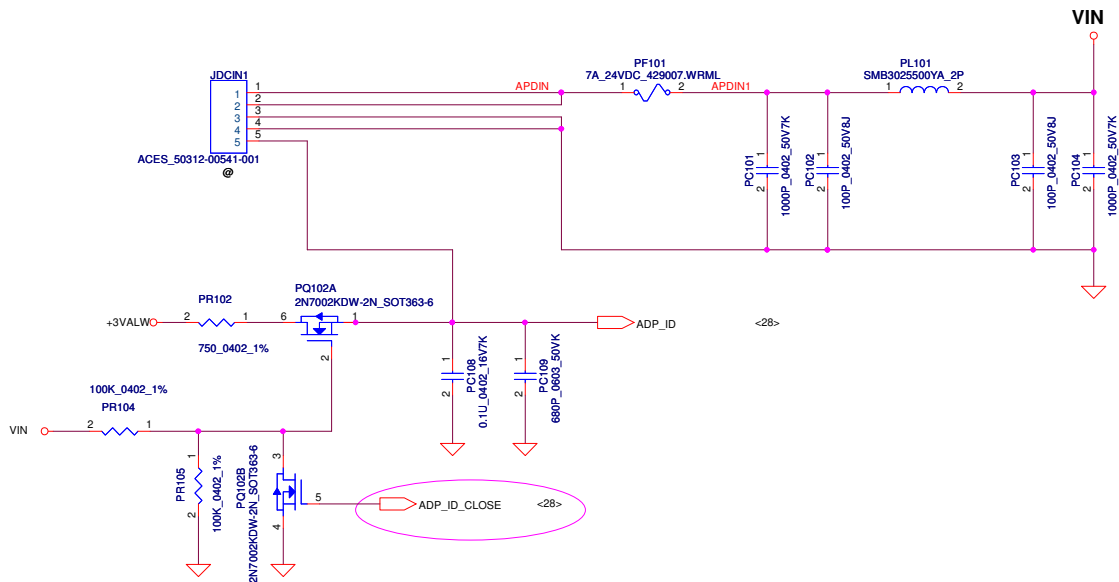 VIN
JDCIN1
1
2
3
4
5
1
2
3
4
5
ACES_50312-00541-001
@
APDIN
PF101
7A_24VDC_429007.WRML
1
2
APDIN1
PL101
SMB3025500YA_2P
1
2
PC101
1000P_0402_50V7K
1
2
PC102
100P_0402_50V8J
1
2
PC103
100P_0402_50V8J
1
2
PC104
1000P_0402_50V7K
1
2
PQ102A
2N7002KDW-2N_SOT363-6
PR102
+3VALW
2
1
6
1
2
750_0402_1%
ADP_ID
<28>
PC108
0.1U_0402_16V7K
1
2
PC109
680P_0603_50VK
1
2
100K_0402_1%
PR104
VIN
2
1
PR105
100K_0402_1%
1
2
PQ102B
2N7002KDW-2N_SOT363-6
3
5
4
ADP_ID_CLOSE
<28>